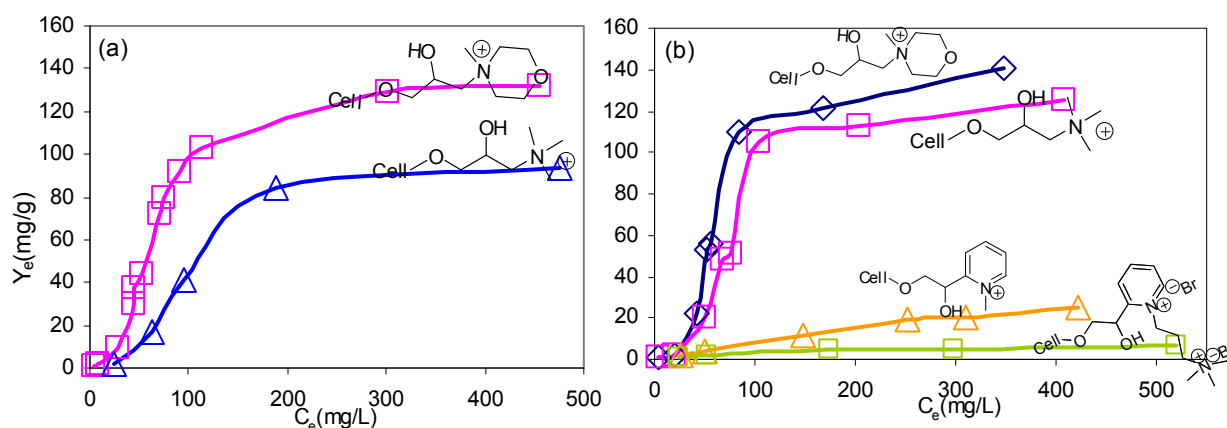 (a)
160
140
120
100
80
60
40
20
0
Yₑ(mg/g)
0 100 200 300 400 500
Cₑ(mg/L)
HO
N
⊕
O
Cell
O
OH
Cell
O
N
⊕
(b)
160
140
120
100
80
60
40
20
0
0 100 200 300 400 500
Cₑ(mg/L)
HO
N
⊕
O
Cell
O
OH
Cell
O
N
⊕
Cell
O
OH
N
⊕
Cell
O
OH
N
⊕
⊖Br
N
⊕
⊖Br